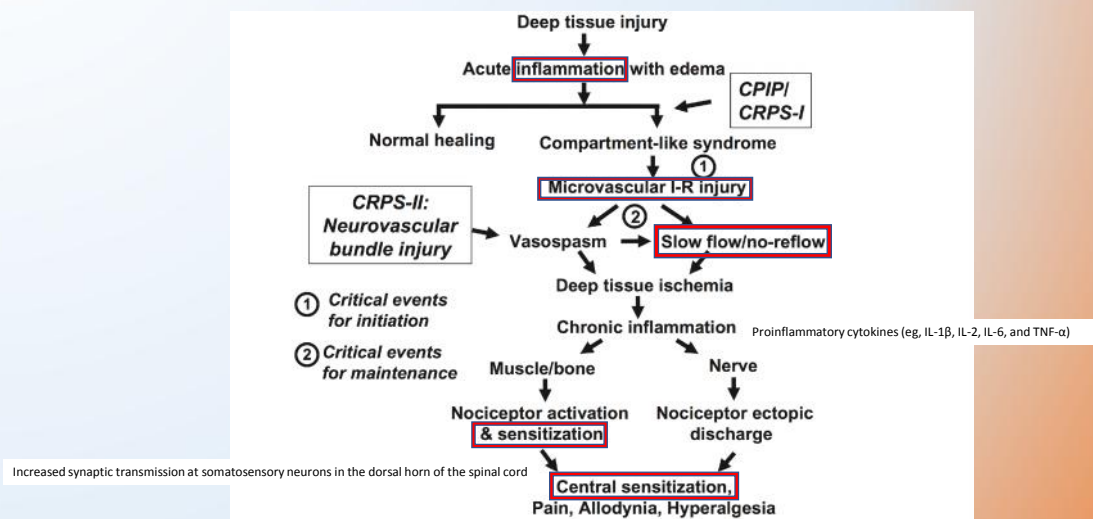 Deep tissue injury
Acute inflammation with edema
CPIP/
CRPS-I
Normal healing
Compartment-like syndrome
1
Microvascular I-R injury
CRPS-II:
Neurovascular
bundle injury
2
Vasospasm
Slow flow/no-reflow
Deep tissue ischemia
1 Critical events
for initiation
Chronic inflammation
Proinflammatory cytokines (eg, IL-1β, IL-2, IL-6, and TNF-α)
2 Critical events
for maintenance
Muscle/bone
Nerve
Nociceptor activation
& sensitization
Nociceptor ectopic
discharge
Increased synaptic transmission at somatosensory neurons in the dorsal horn of the spinal cord
Central sensitization,
Pain, Allodynia, Hyperalgesia